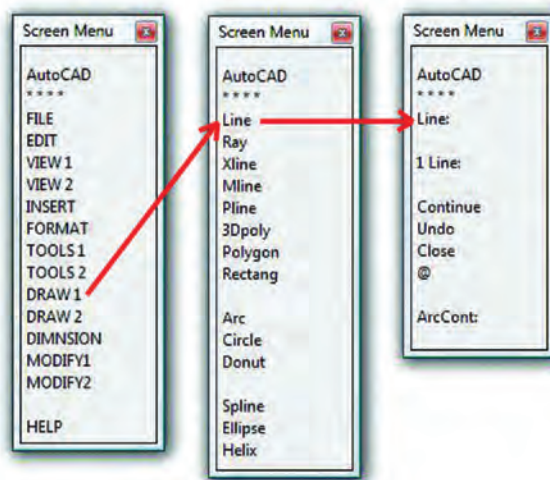 Screen Menu
AutoCAD
* * * *
FILE
EDIT
VIEW 1
VIEW 2
INSERT
FORMAT
TOOLS 1
TOOLS 2
DRAW 1
DRAW 2
DIMNSION
MODIFY1
MODIFY2
HELP
Screen Menu
AutoCAD
* * * *
Line
Ray
Xline
Mline
Pline
3Dpoly
Polygon
Rectang
Arc
Circle
Donut
Spline
Ellipse
Helix
Screen Menu
AutoCAD
* * * *
Line:
1 Line:
Continue
Undo
Close
@
ArcCont: